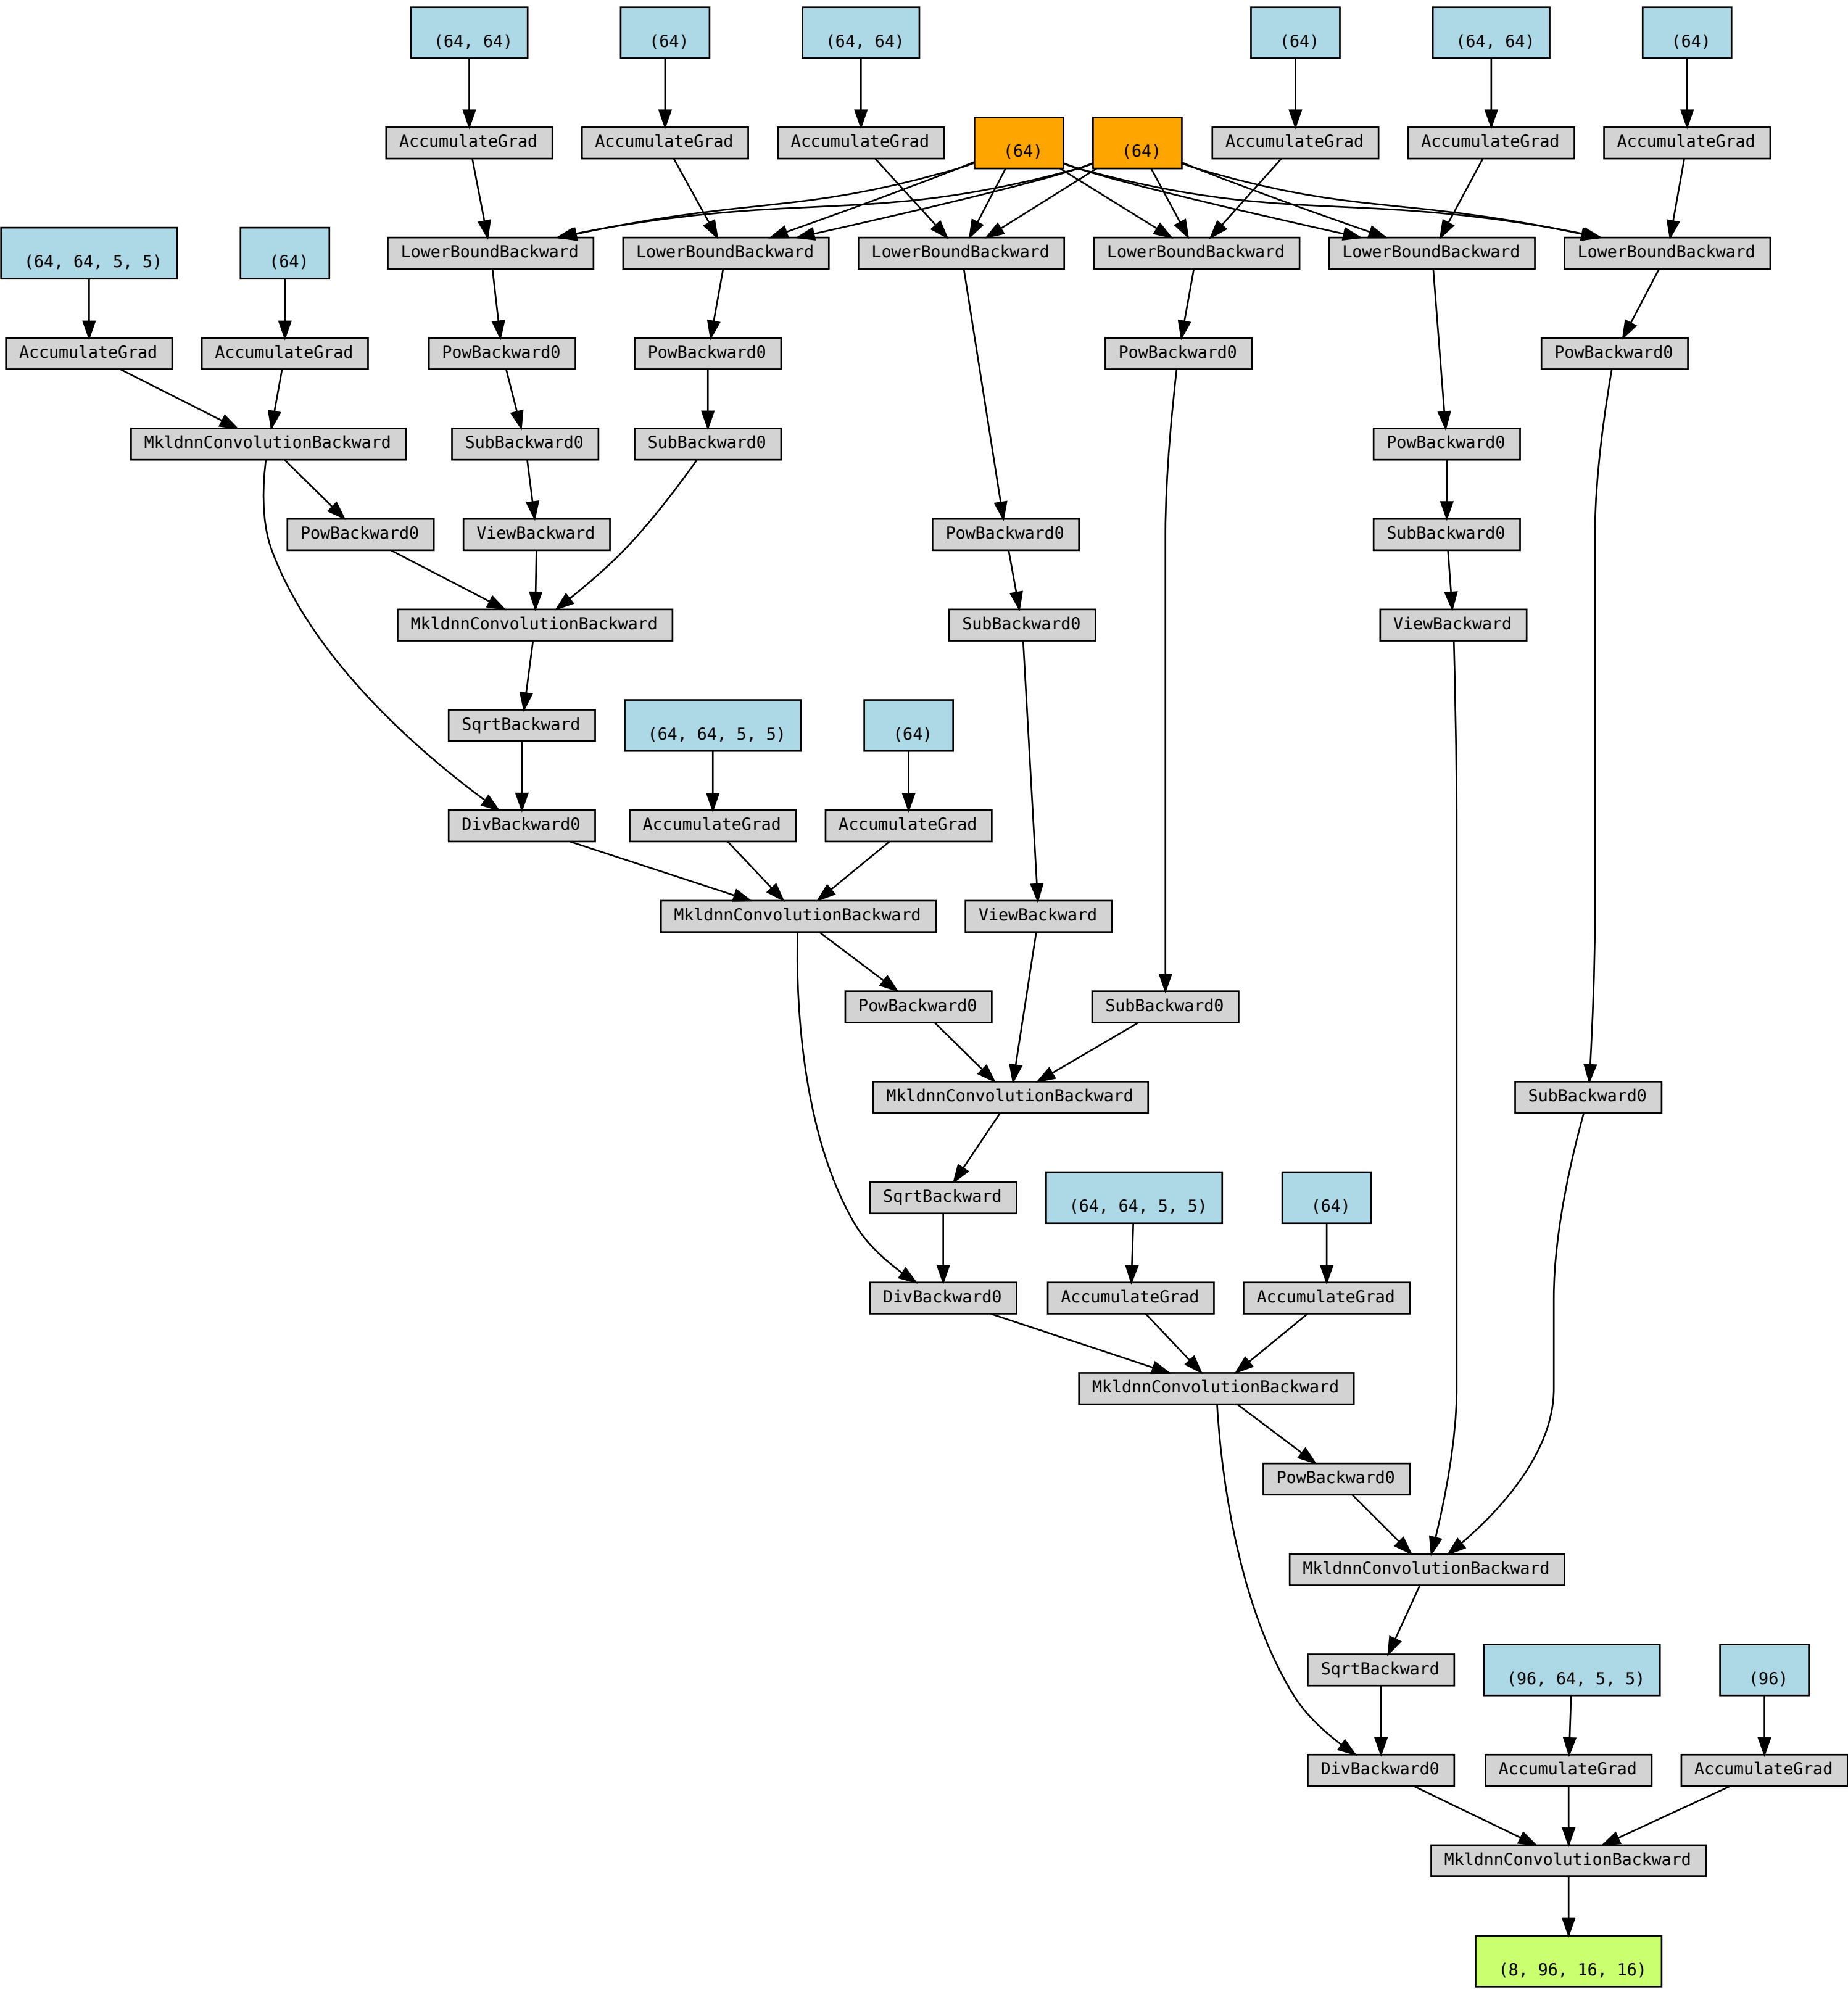 (64, 64)
(64)
(64, 64)
(64)
(64, 64)
(64)
AccumulateGrad
AccumulateGrad
AccumulateGrad
(64)
(64)
AccumulateGrad
AccumulateGrad
AccumulateGrad
(64, 64, 5, 5)
(64)
LowerBoundBackward
LowerBoundBackward
LowerBoundBackward
LowerBoundBackward
LowerBoundBackward
LowerBoundBackward
AccumulateGrad
AccumulateGrad
PowBackward0
PowBackward0
PowBackward0
PowBackward0
MkldnnConvolutionBackward
SubBackward0
SubBackward0
PowBackward0
PowBackward0
ViewBackward
PowBackward0
SubBackward0
MkldnnConvolutionBackward
SubBackward0
ViewBackward
SqrtBackward
(64, 64, 5, 5)
(64)
DivBackward0
AccumulateGrad
AccumulateGrad
MkldnnConvolutionBackward
ViewBackward
PowBackward0
SubBackward0
MkldnnConvolutionBackward
SubBackward0
SqrtBackward
(64, 64, 5, 5)
(64)
DivBackward0
AccumulateGrad
AccumulateGrad
MkldnnConvolutionBackward
PowBackward0
MkldnnConvolutionBackward
SqrtBackward
(96, 64, 5, 5)
(96)
DivBackward0
AccumulateGrad
AccumulateGrad
MkldnnConvolutionBackward
(8, 96, 16, 16)